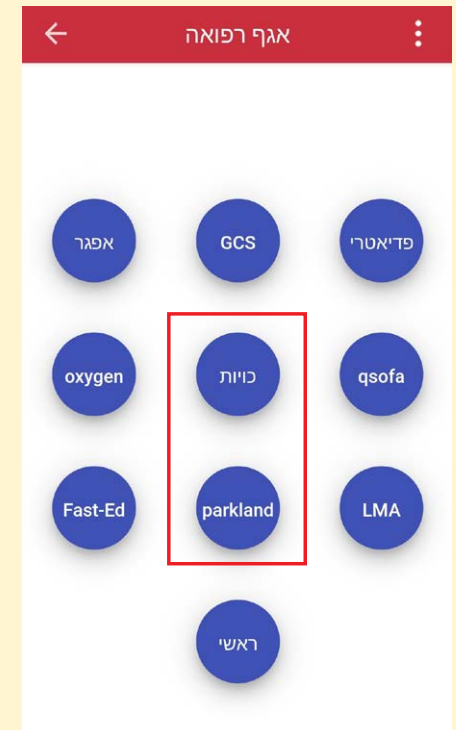 אגף רפואה
פדיאטרי GCS אפגר
qsofa כויות oxygen
LMA parkland Fast-Ed
ראשי